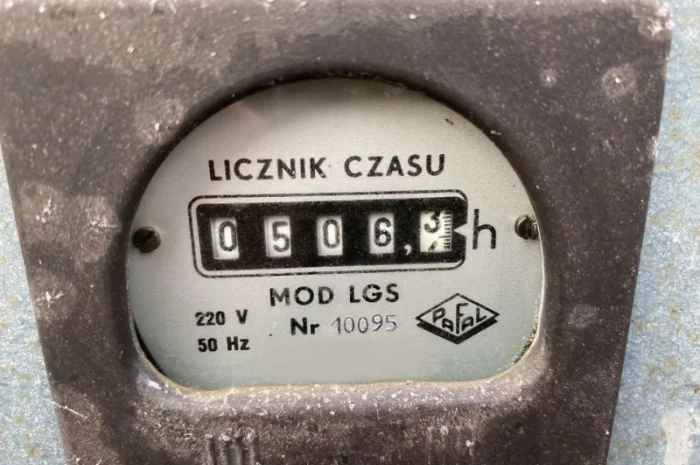 LICZNIK CZASU
0506,3 h
MOD LGS
220 V
50 Hz
Nr 10095
PAFAL